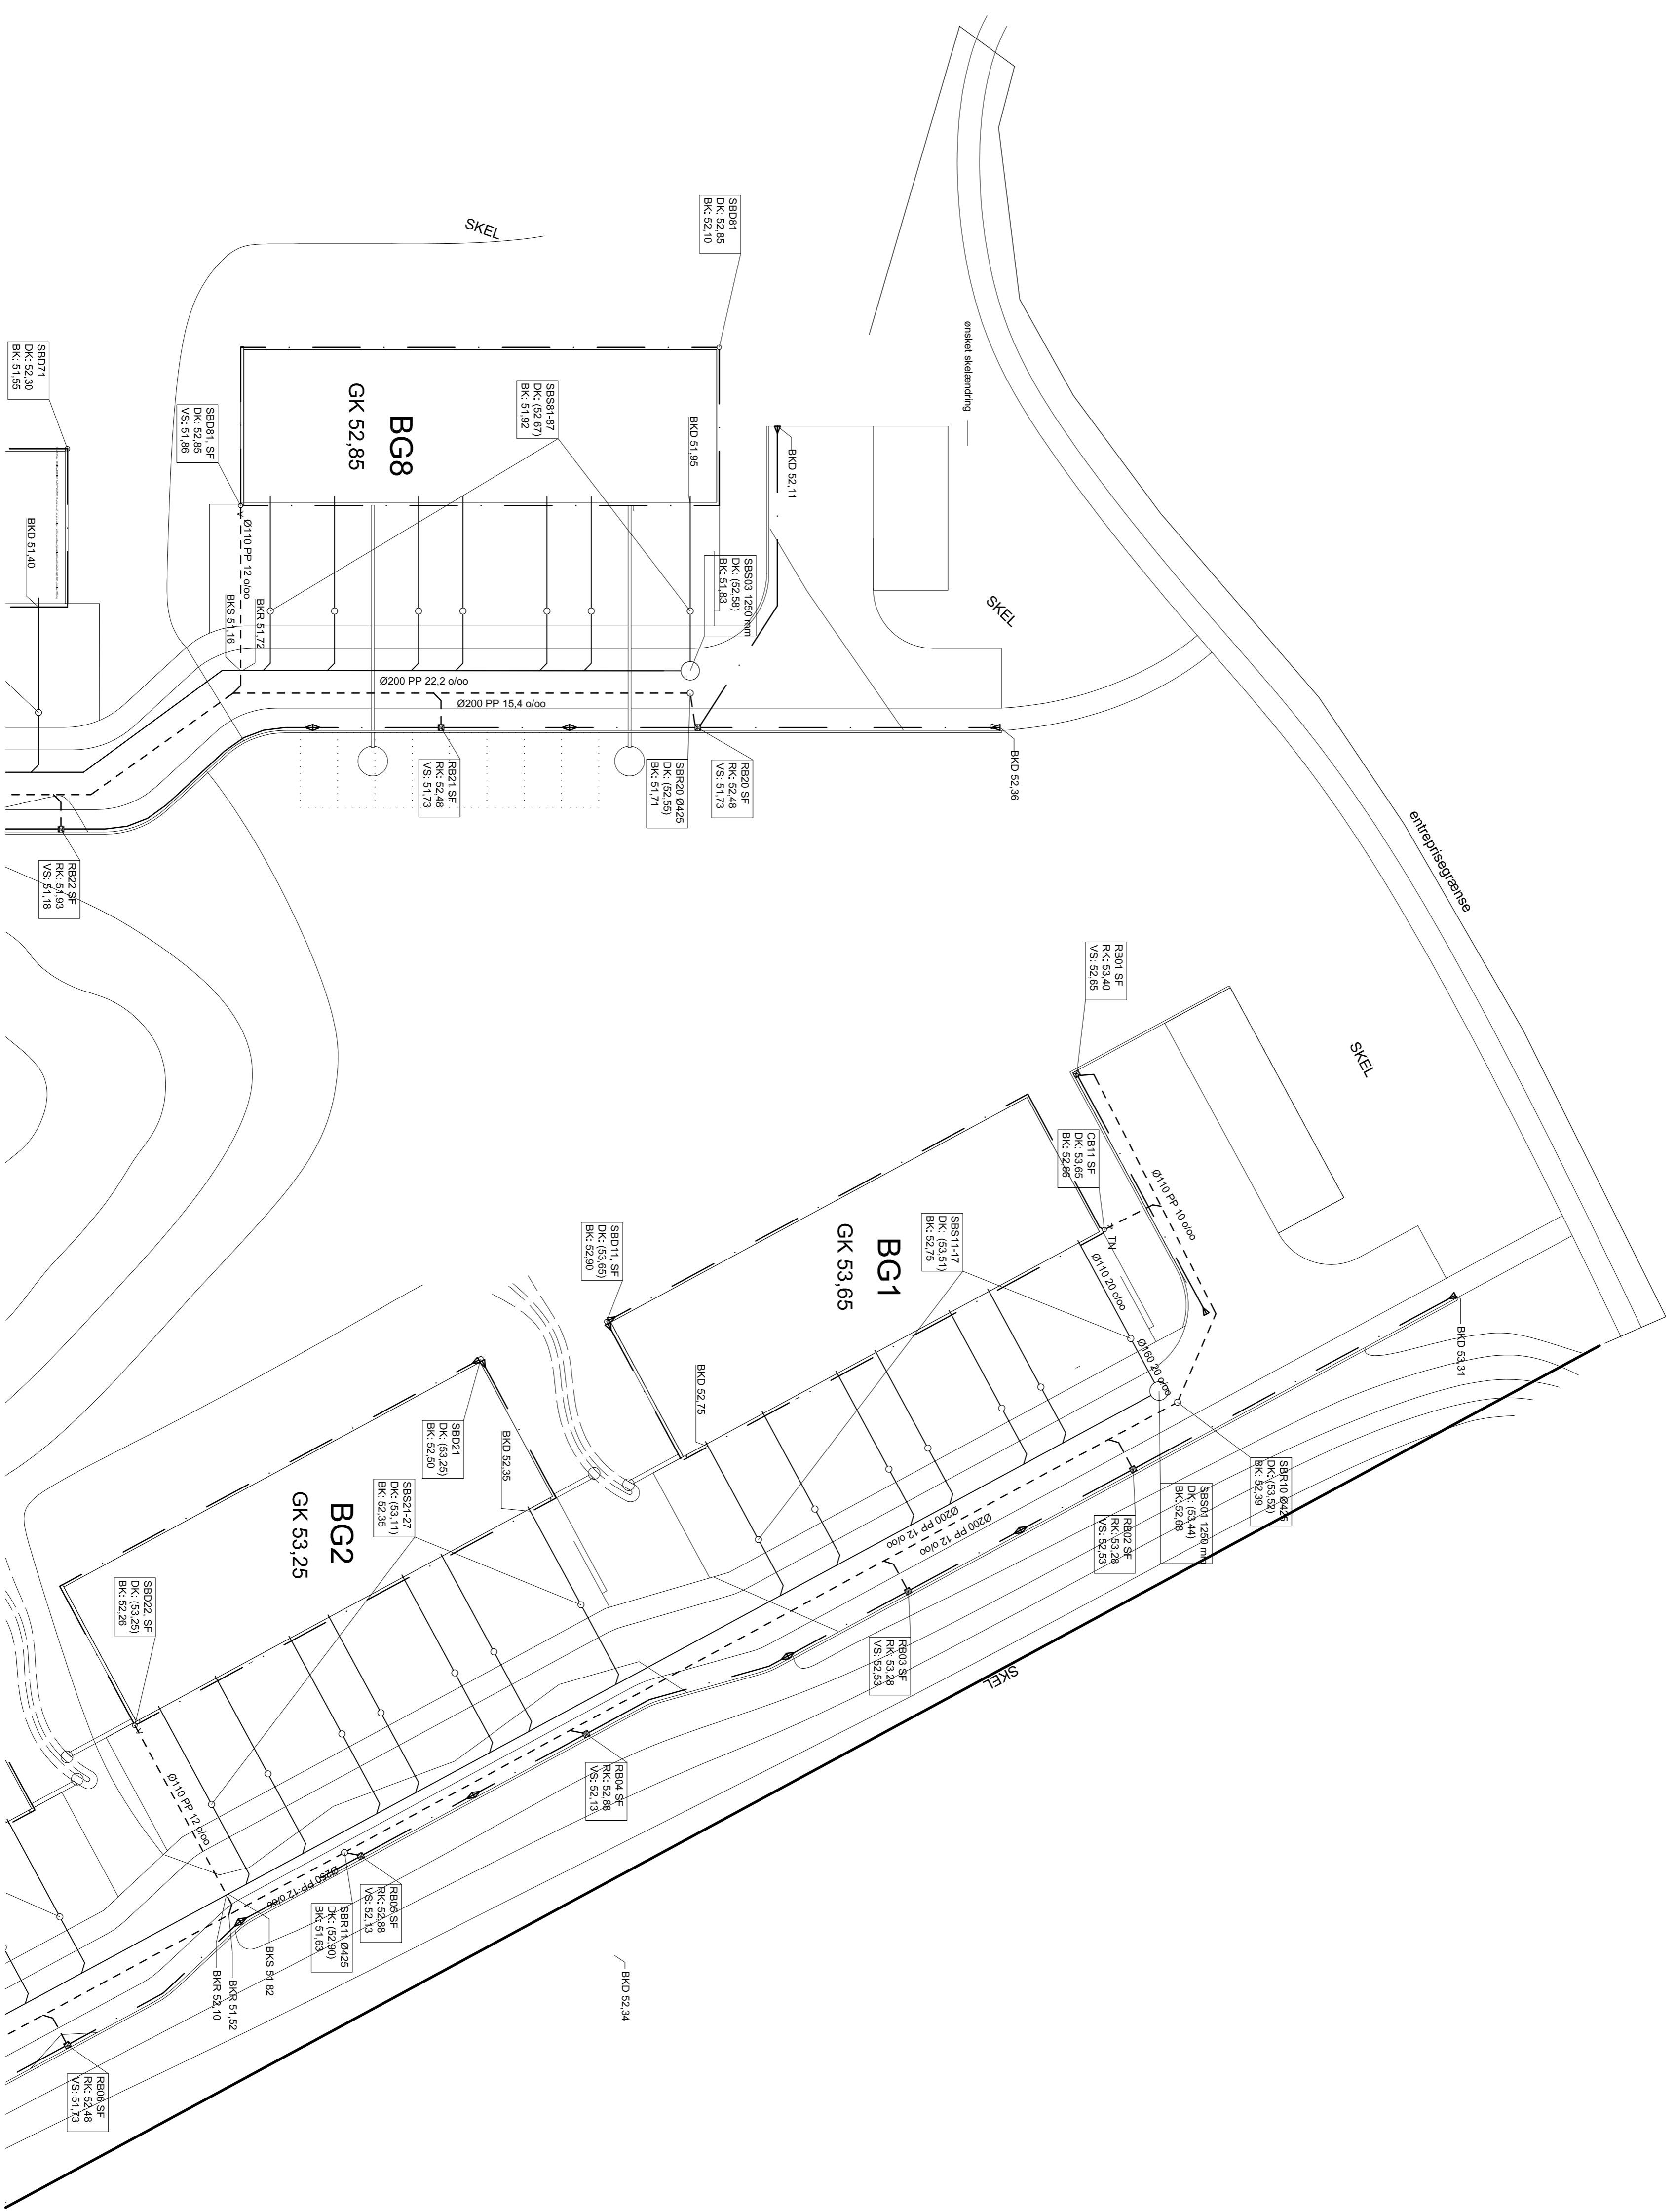 SBD81
DK: 52,85
BK: 52,10
SKEL
ønsket skelændring
SBD71
DK: 52,30
BK: 51,55
SBD81, SF
DK: 52,85
VS: 51,86
GK 52,85
BG8
SBS81-87
DK: (52,67)
BK: 51,92
BKD 51,95
BKD 52,11
BKD 51,40
Ø110 PP 12 o/oo
BKS 51,16
BKR 51,72
SBS03 1250 mm
DK: (52,58)
BK: 51,83
SKEL
Ø200 PP 22,2 o/oo
Ø200 PP 15,4 o/oo
RB21 SF
RK: 52,48
VS: 51,73
SBR20 Ø425
DK: (52,55)
BK: 51,71
RB20 SF
RK: 52,48
VS: 51,73
BKD 52,36
entreprisegrænse
RB22 SF
RK: 51,93
VS: 51,18
RB01 SF
RK: 53,40
VS: 52,65
SKEL
CB11 SF
DK: 53,65
BK: 52,66
Ø110 PP 10 o/oo
TN
SBS11-17
DK: (53,51)
BK: 52,75
BG1
GK 53,65
SBD11, SF
DK: (53,65)
BK: 52,90
Ø110 20 o/oo
Ø160 20 o/oo
BKD 53,31
BKD 52,75
SBD21
DK: (53,25)
BK: 52,50
BKD 52,35
SBS21-27
DK: (53,11)
BK: 52,35
BG2
GK 53,25
SBR10 Ø425
DK: (53,52)
BK: 52,39
SBS01 1250 mm
DK: (53,44)
BK: 52,68
RB02 SF
RK: 53,28
VS: 52,53
Ø200 PP 12 o/oo
Ø200 PP 12 o/oo
SBD22, SF
DK: (53,25)
BK: 52,26
RB03 SF
RK: 53,28
VS: 52,53
SKEL
RB04 SF
RK: 52,88
VS: 52,13
Ø110 PP 12 o/oo
Ø250 PP 12 o/oo
RB05 SF
RK: 52,88
VS: 52,13
SBR11 Ø425
DK: (52,90)
BK: 51,63
BKS 51,82
BKR 51,52
BKR 52,10
BKD 52,34
RB06 SF
RK: 52,48
VS: 51,73